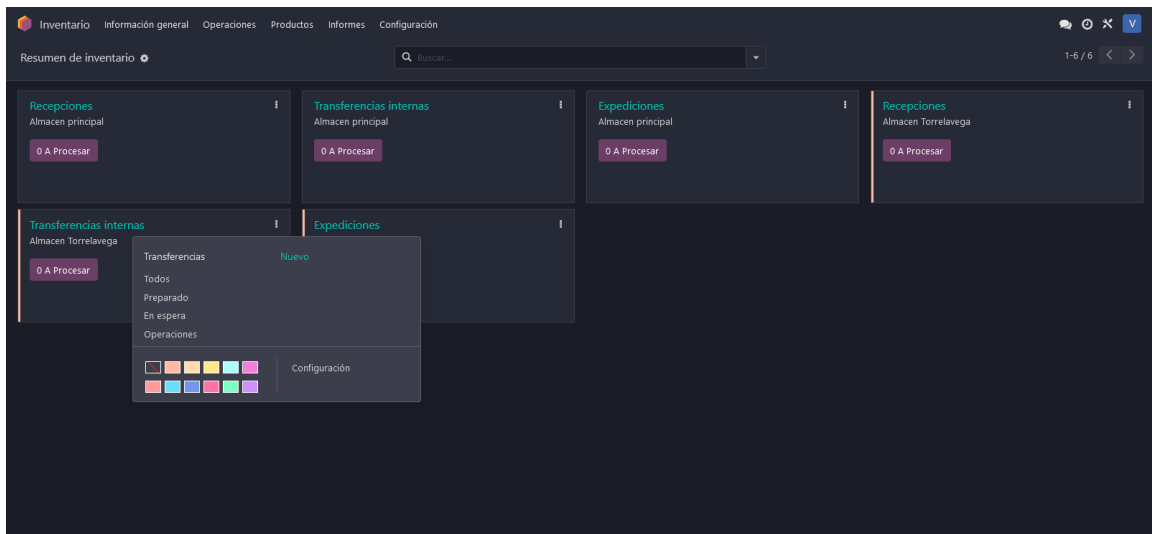 Inventario Información general Operaciones Productos Informes Configuración V
Resumen de inventario Buscar... 1-6 / 6
Recepciones
Almacen principal
0 A Procesar
Transferencias internas
Almacen principal
0 A Procesar
Expediciones
Almacen principal
0 A Procesar
Recepciones
Almacen Torrelavega
0 A Procesar
Transferencias internas
Almacen Torrelavega
0 A Procesar
Expediciones
Transferencias Nuevo
Todos
Preparado
En espera
Operaciones
Configuración